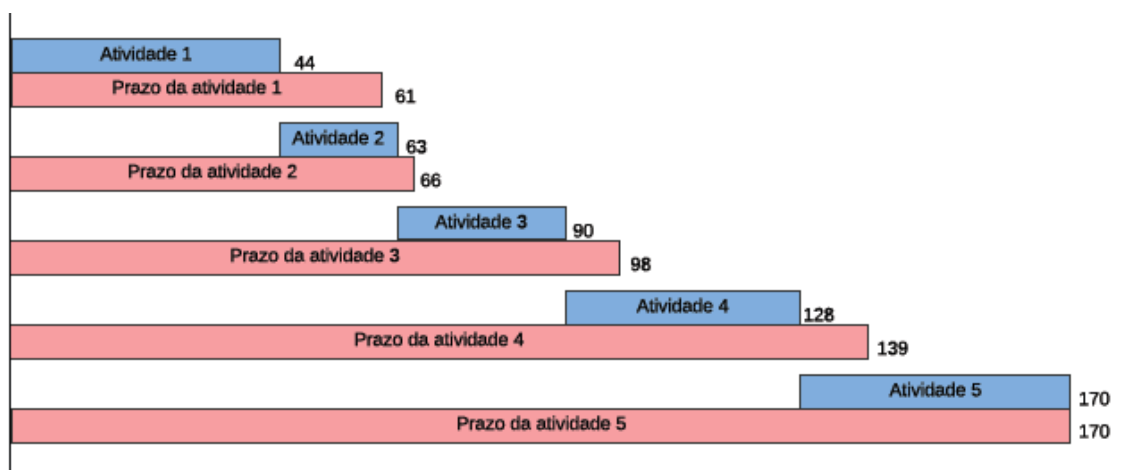 Atividade 1
44
Prazo da atividade 1
61
Atividade 2
63
Prazo da atividade 2
66
Atividade 3
90
Prazo da atividade 3
98
Atividade 4
128
Prazo da atividade 4
139
Atividade 5
170
Prazo da atividade 5
170